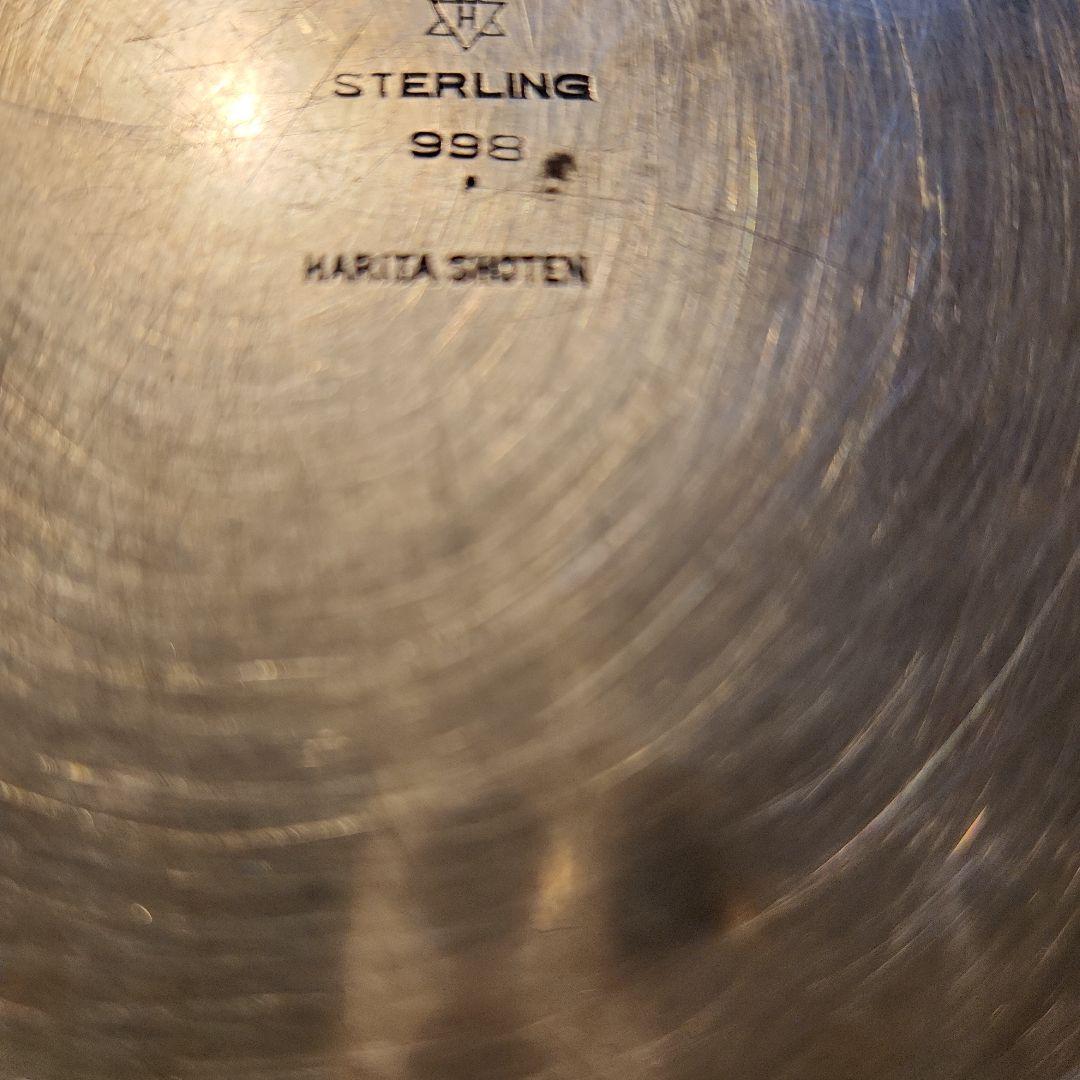 H
STERLING
998
HARITA SHOTEN